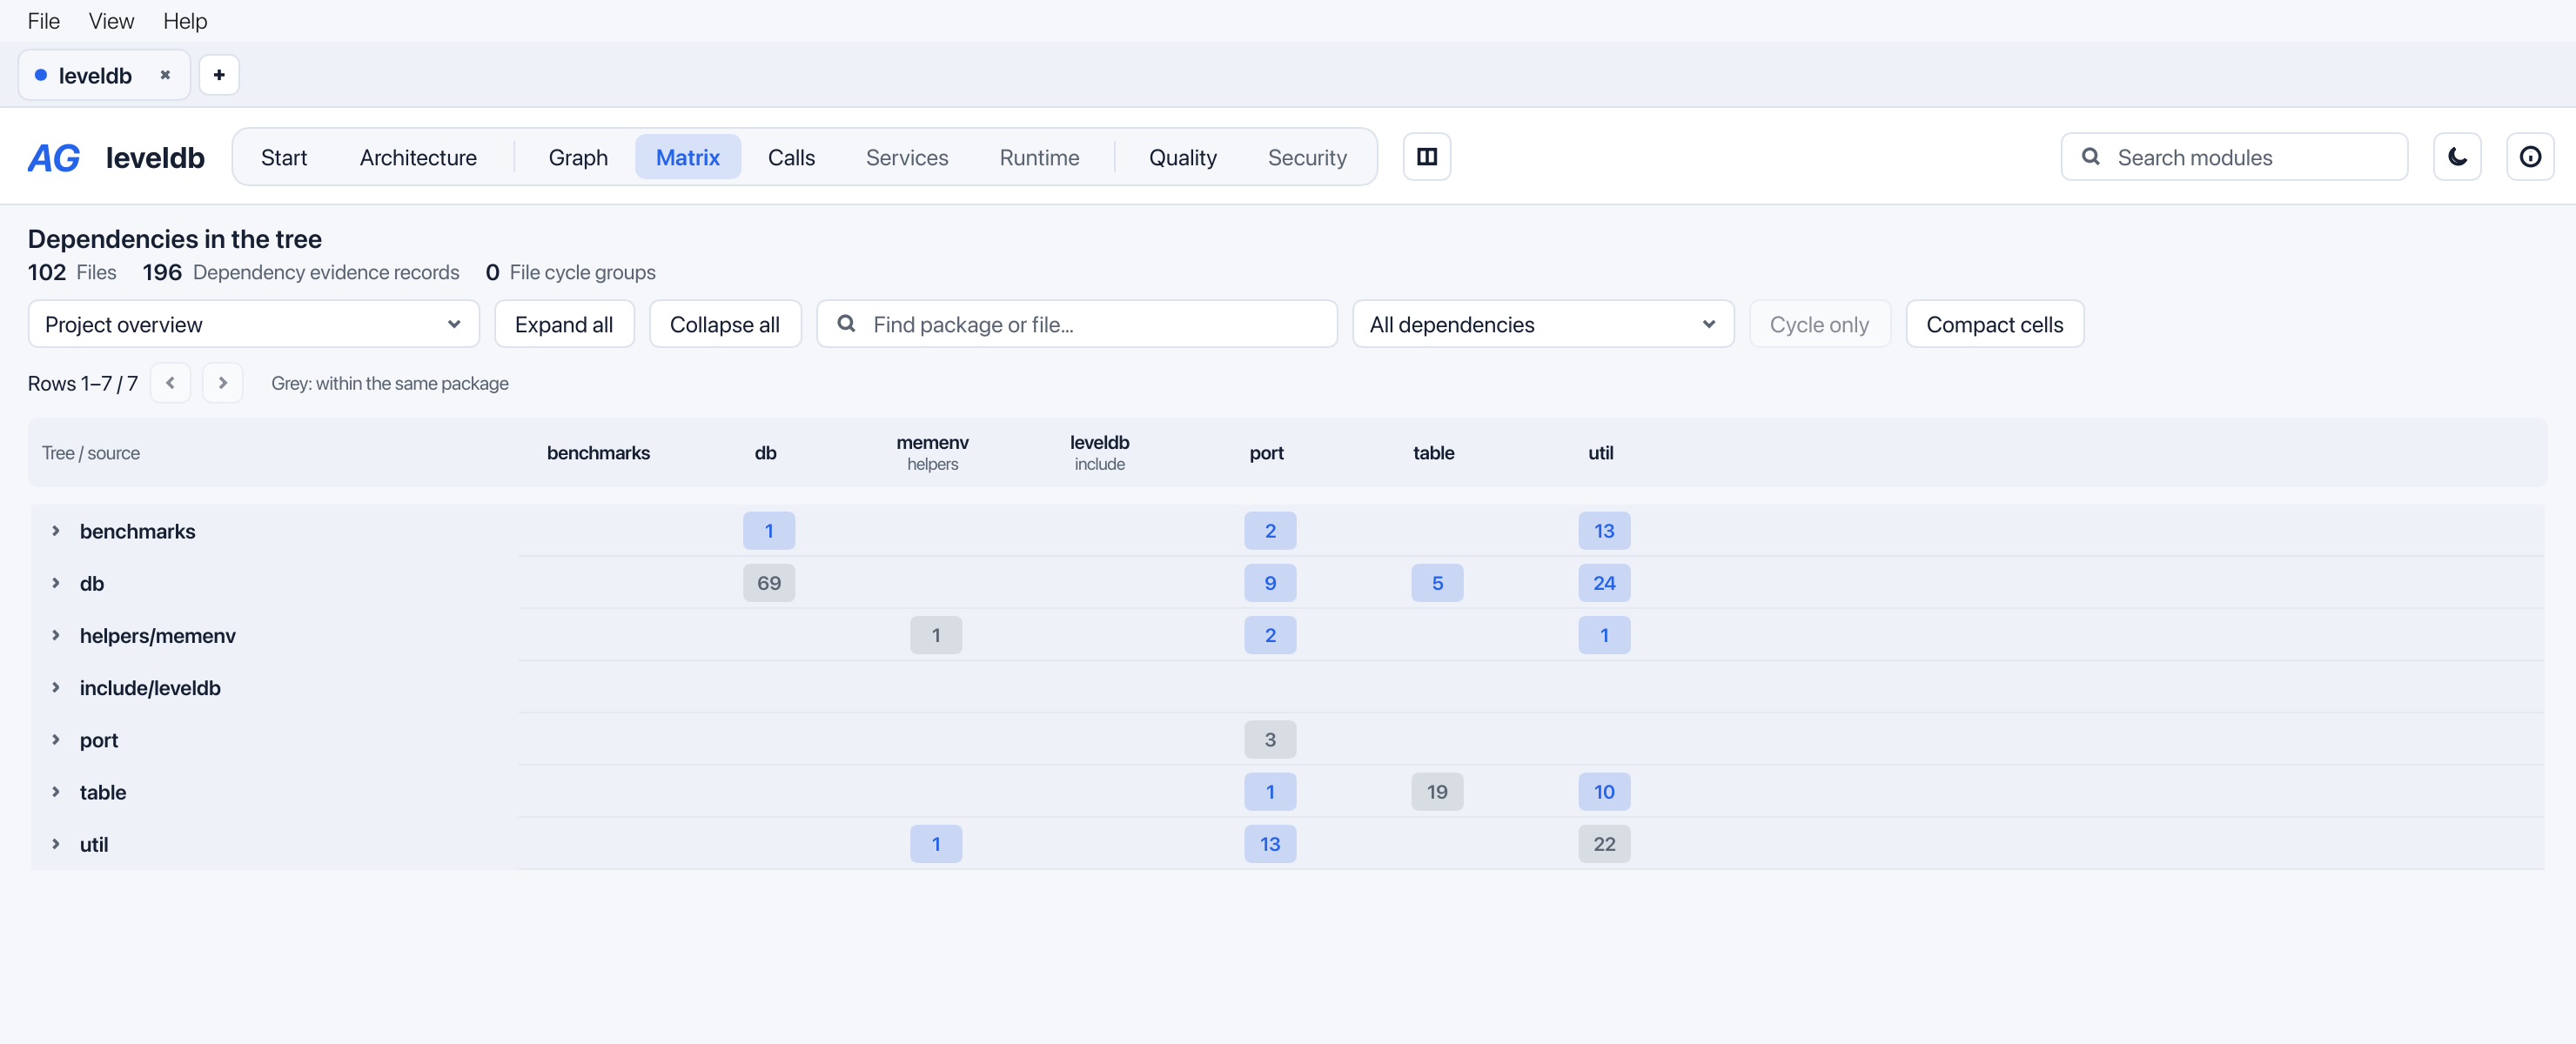 File View Help
leveldb
AG leveldb Start Architecture Graph Matrix Calls Services Runtime Quality Security Search modules
Dependencies in the tree
102 Files 196 Dependency evidence records 0 File cycle groups
Project overview Expand all Collapse all Find package or file... All dependencies Cycle only Compact cells
Rows 1–7 / 7 Grey: within the same package
Tree / source benchmarks db memenv helpers leveldb include port table util
benchmarks 1 2 13
db 69 9 5 24
helpers/memenv 1 2 1
include/leveldb
port 3
table 1 19 10
util 1 13 22